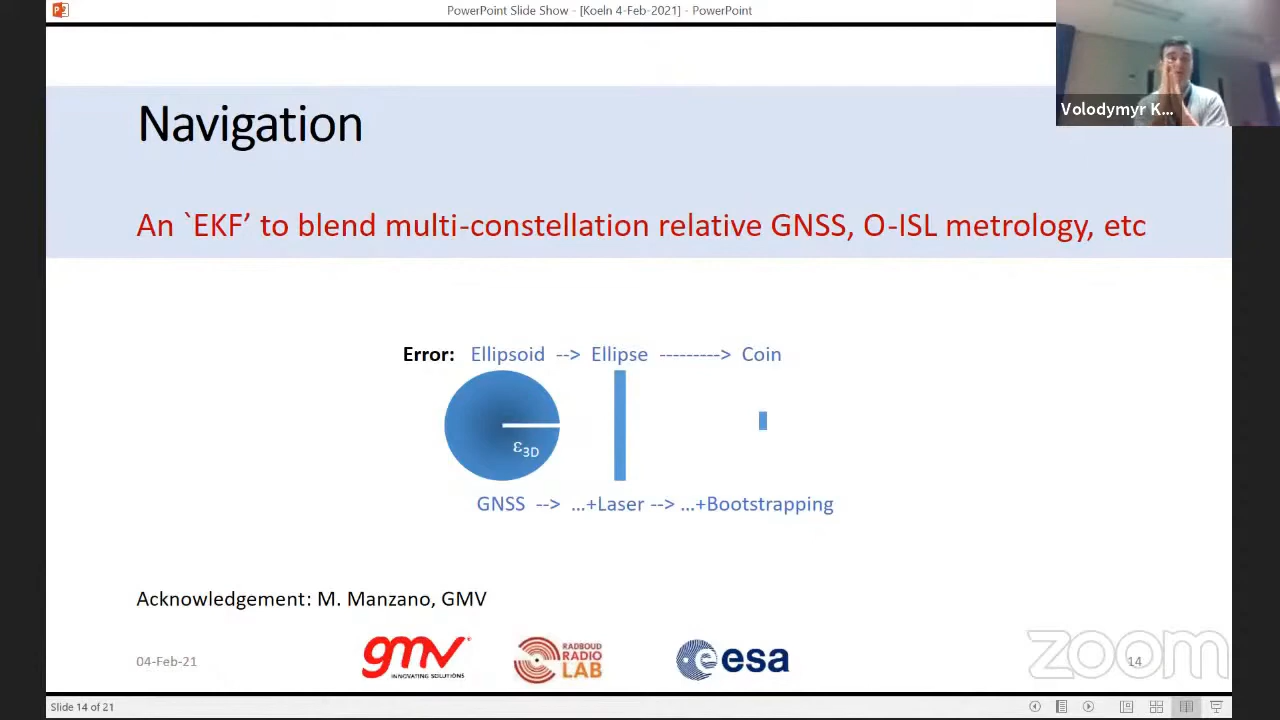 PowerPoint Slide Show - [Koeln 4-Feb-2021] - PowerPoint
Volodymyr K...
Navigation
An `EKF’ to blend multi-constellation relative GNSS, O-ISL metrology, etc
Error: Ellipsoid --> Ellipse ---------> Coin
ε3D
GNSS --> ...+Laser --> ...+Bootstrapping
Acknowledgement: M. Manzano, GMV
04-Feb-21
gmv
INNOVATING SOLUTIONS
RADBOUD
RADIO
LAB
esa
zoom
14
Slide 14 of 21